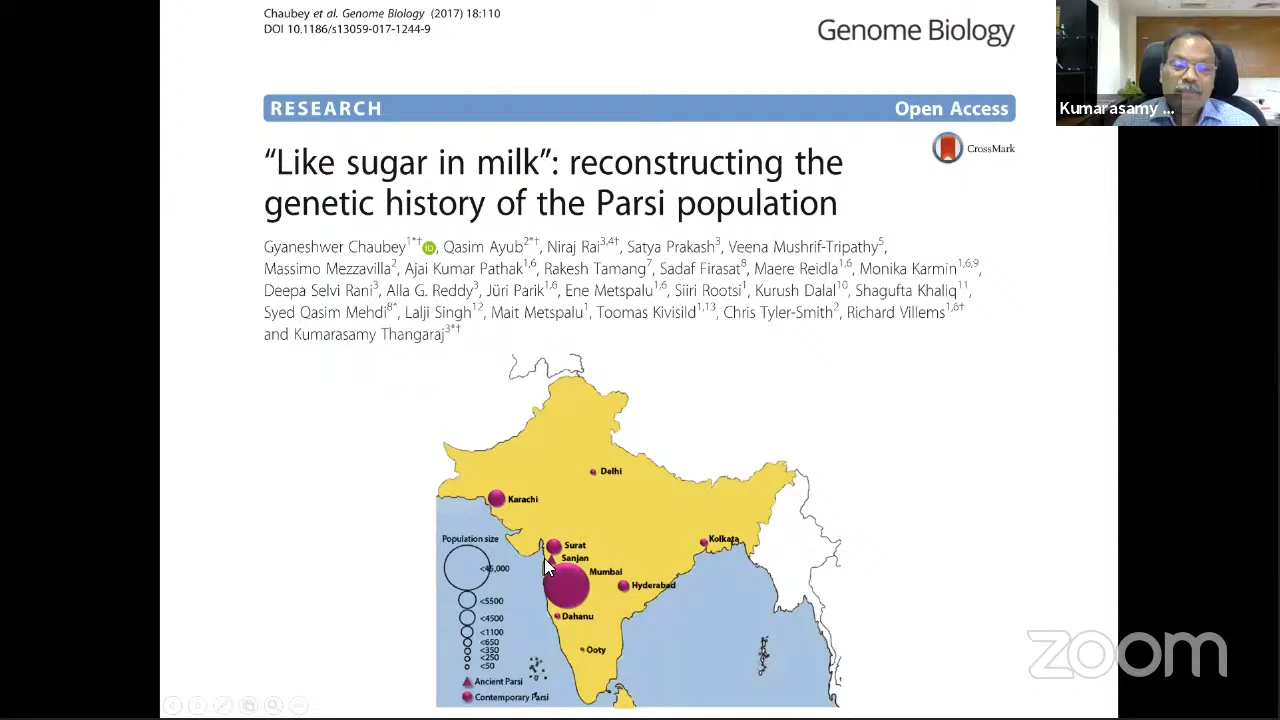 Chaubey et al. Genome Biology (2017) 18:110
DOI 10.1186/s13059-017-1244-9
Genome Biology
Kumarasamy ...
RESEARCH
Open Access
CrossMark
“Like sugar in milk”: reconstructing the
genetic history of the Parsi population
Gyaneshwer Chaubey1*†, Qasim Ayub2*†, Niraj Rai3,4†, Satya Prakash3, Veena Mushrif-Tripathy5,
Massimo Mezzavilla2, Ajai Kumar Pathak1,6, Rakesh Tamang7, Sadaf Firasat8, Maere Reidla1,6, Monika Karmin1,6,9,
Deepa Selvi Rani3, Alla G. Reddy3, Jüri Parik1,6, Ene Metspalu1,6, Siiri Rootsi1, Kurush Dalal10, Shagufta Khaliq11,
Syed Qasim Mehdi8^, Lalji Singh12, Mait Metspalu1, Toomas Kivisild1,13, Chris Tyler-Smith2, Richard Villems1,6†
and Kumarasamy Thangaraj3*†
Delhi
Karachi
Surat
Sanjan
Mumbai
Kolkata
Hyderabad
Dahanu
Ooty
Population size
<45,000
<5500
<4500
<1100
<650
<350
<250
<50
Ancient Parsi
Contemporary Parsi
zoom